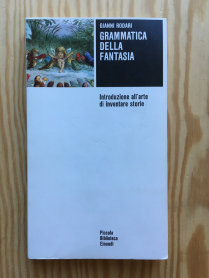 GIANNI RODARI
GRAMMATICA
DELLA
FANTASIA
Introduzione all'arte
di inventare storie
Piccola
Biblioteca
Einaudi